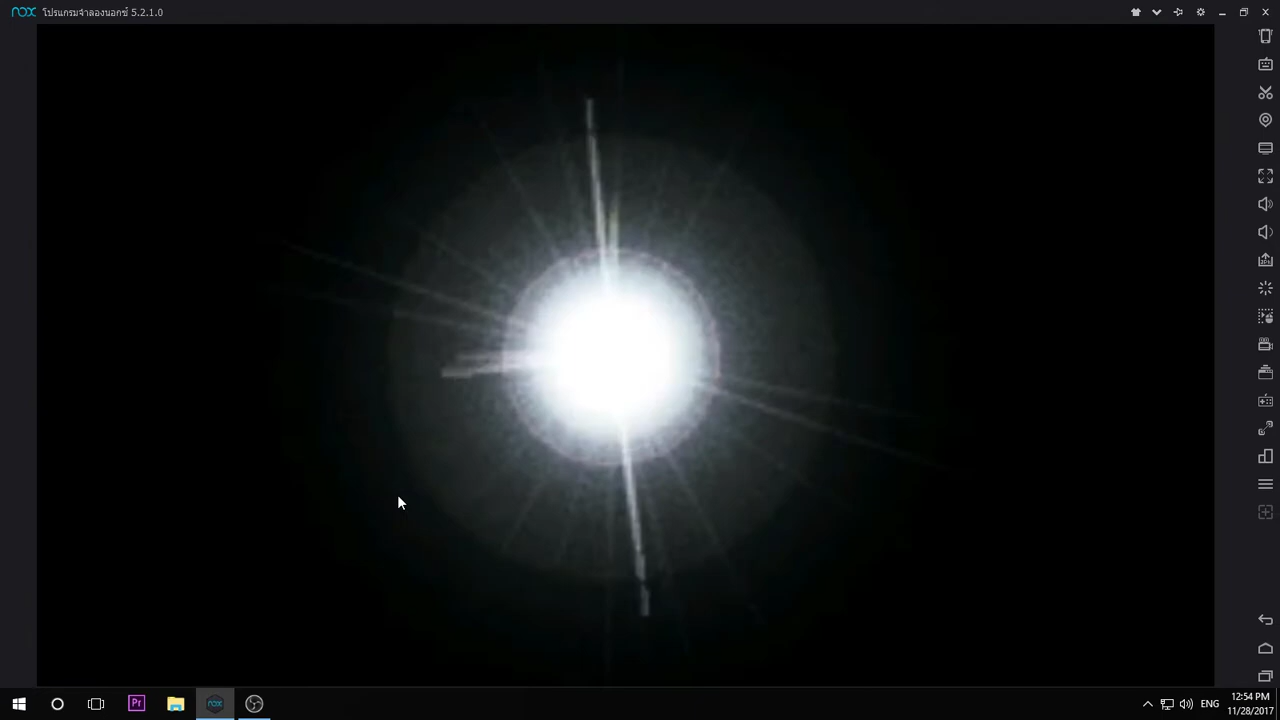 nox โปรแกรมจำลองนอกซ์ 5.2.1.0
Pr
nox
ENG
12:54 PM
11/28/2017